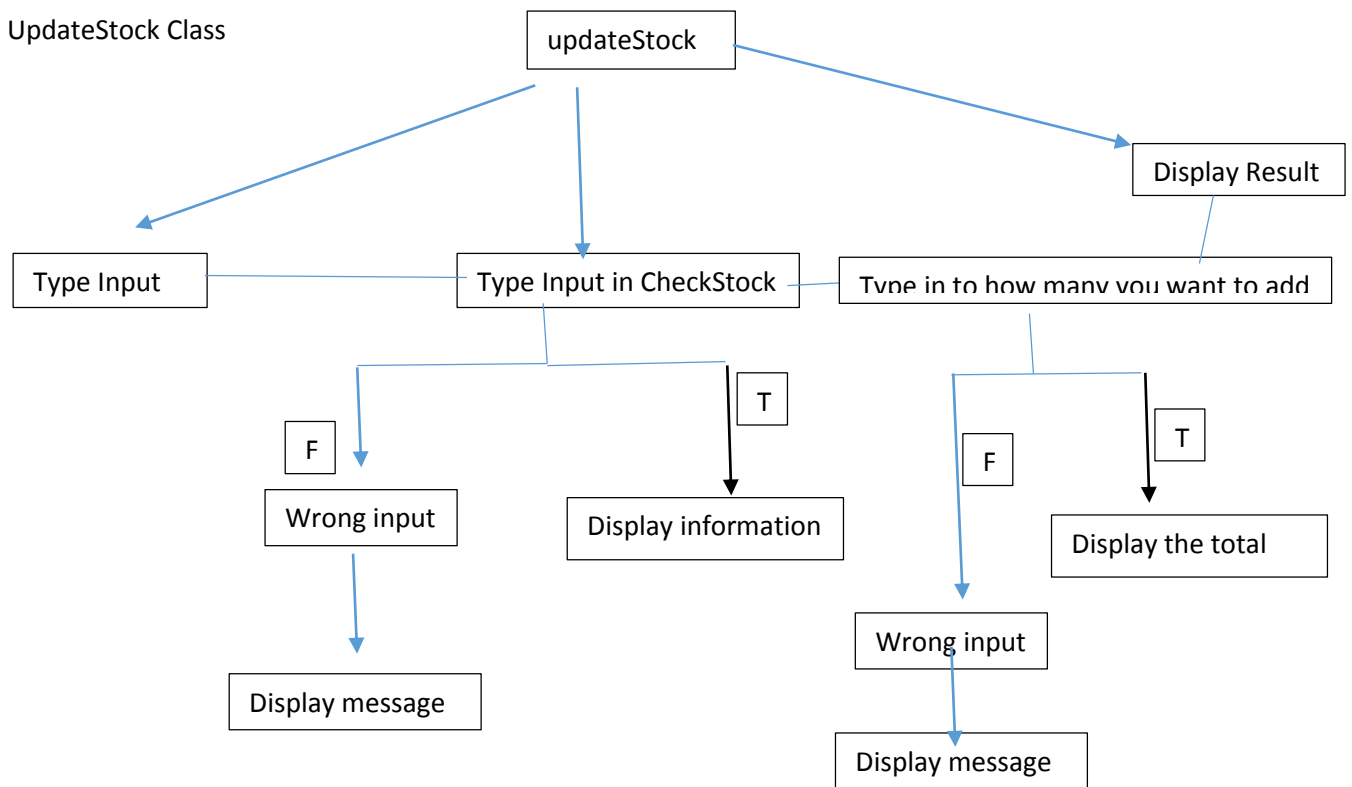 UpdateStock Class
updateStock
Display Result
Type Input
Type Input in CheckStock
Type in to how many you want to add
F
T
F
T
Wrong input
Display information
Display the total
Wrong input
Display message
Display message